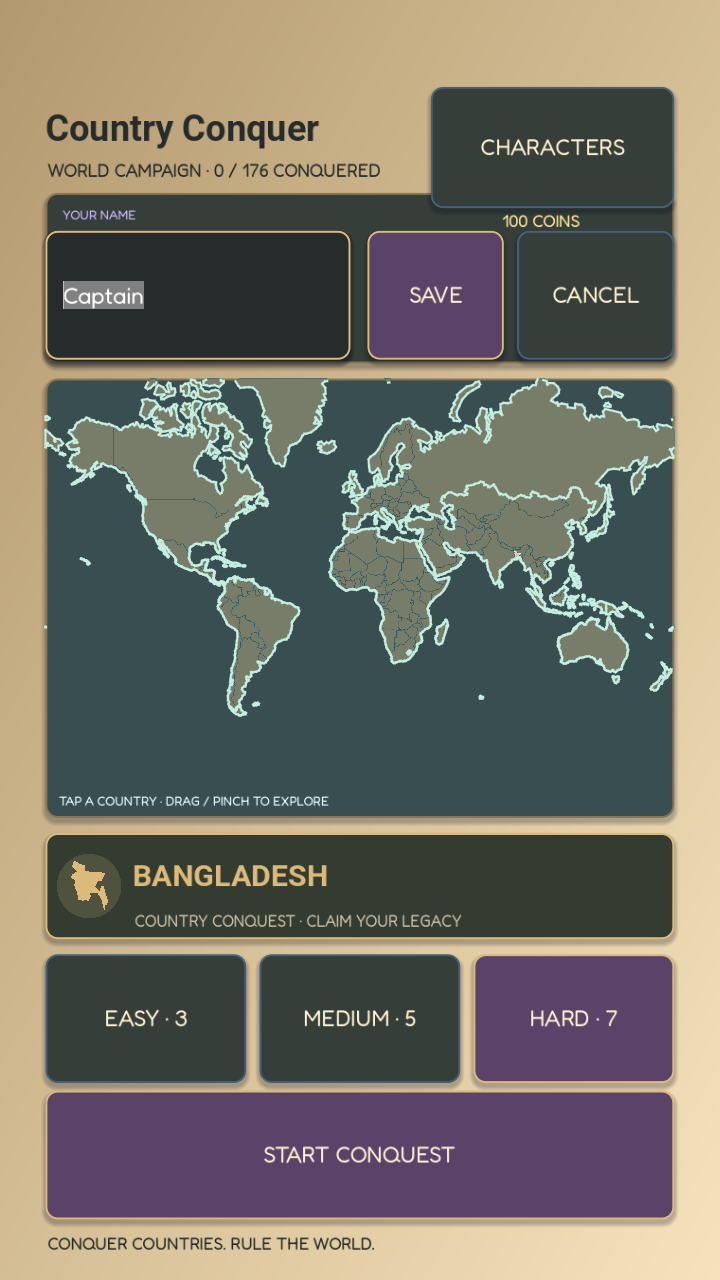 Country Conquer
CHARACTERS
WORLD CAMPAIGN · 0 / 176 CONQUERED
YOUR NAME
100 COINS
Captain
SAVE
CANCEL
TAP A COUNTRY · DRAG / PINCH TO EXPLORE
BANGLADESH
COUNTRY CONQUEST · CLAIM YOUR LEGACY
EASY · 3
MEDIUM · 5
HARD · 7
START CONQUEST
CONQUER COUNTRIES. RULE THE WORLD.